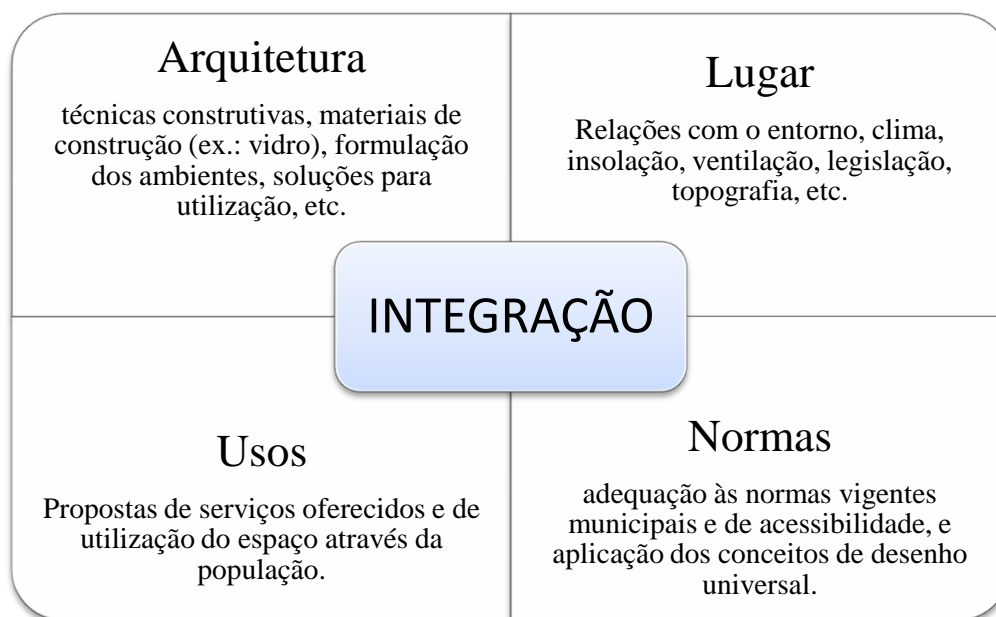 Arquitetura
técnicas construtivas, materiais de
construção (ex.: vidro), formulação
dos ambientes, soluções para
utilização, etc.
Lugar
Relações com o entorno, clima,
insolação, ventilação, legislação,
topografia, etc.
INTEGRAÇÃO
Usos
Propostas de serviços oferecidos e de
utilização do espaço através da
população.
Normas
adequação às normas vigentes
municipais e de acessibilidade, e
aplicação dos conceitos de desenho
universal.